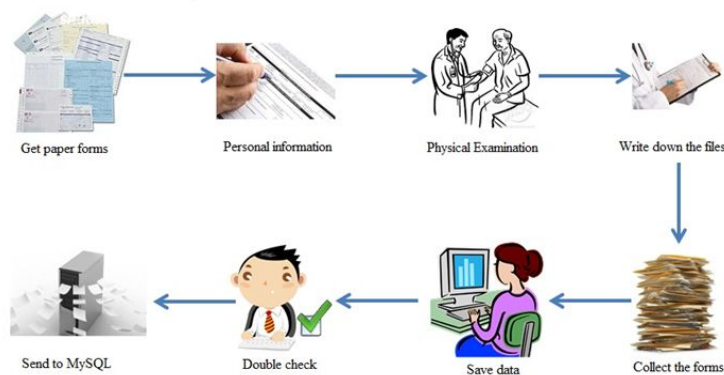 Get paper forms
Personal information
Physical Examination
Write down the files
Collect the forms
Save data
Double check
Send to MySQL